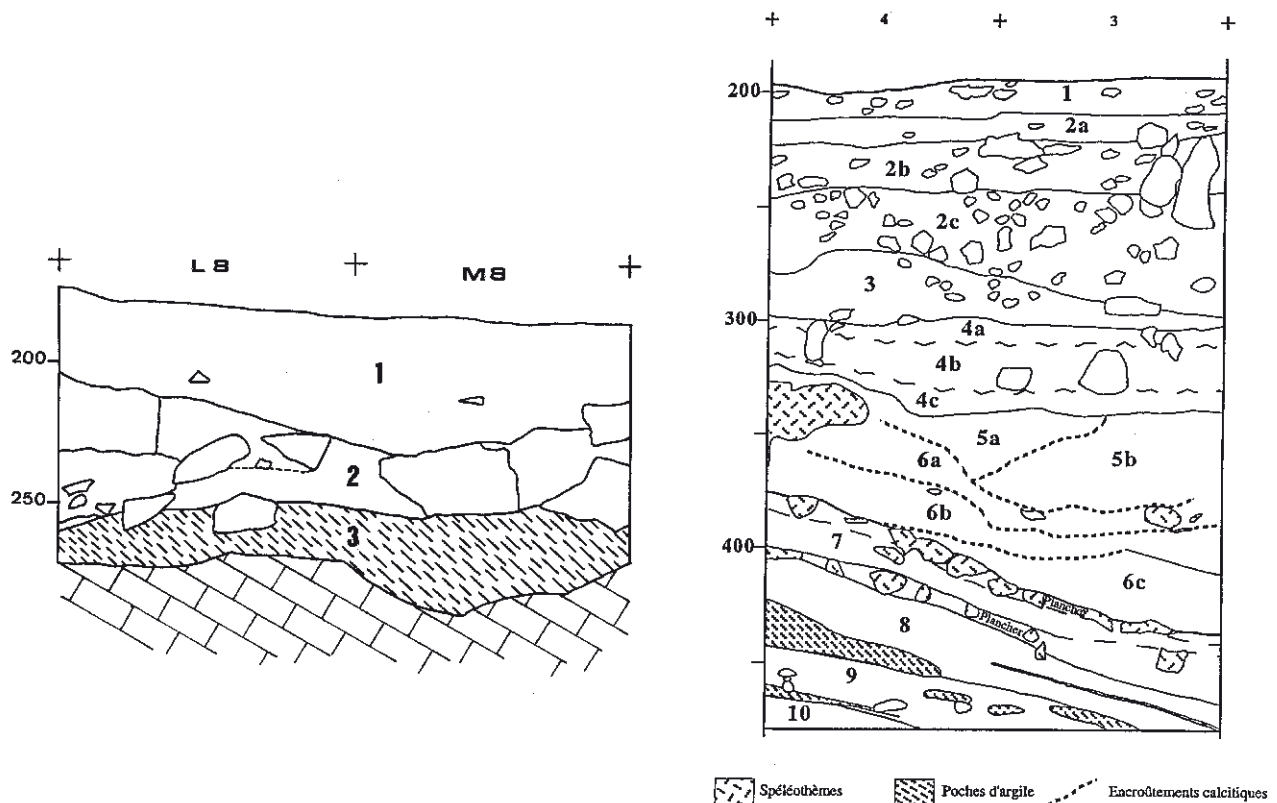 L8 M8
200
1
2
250
3
4 3
200
1
2a
2b
2c
3
300
4a
4b
4c
5a
6a 5b
6b
7
400
6c
Plancher
Plancher
8
9
10
Spéléothèmes Poches d'argile Encroûtements calcitiques